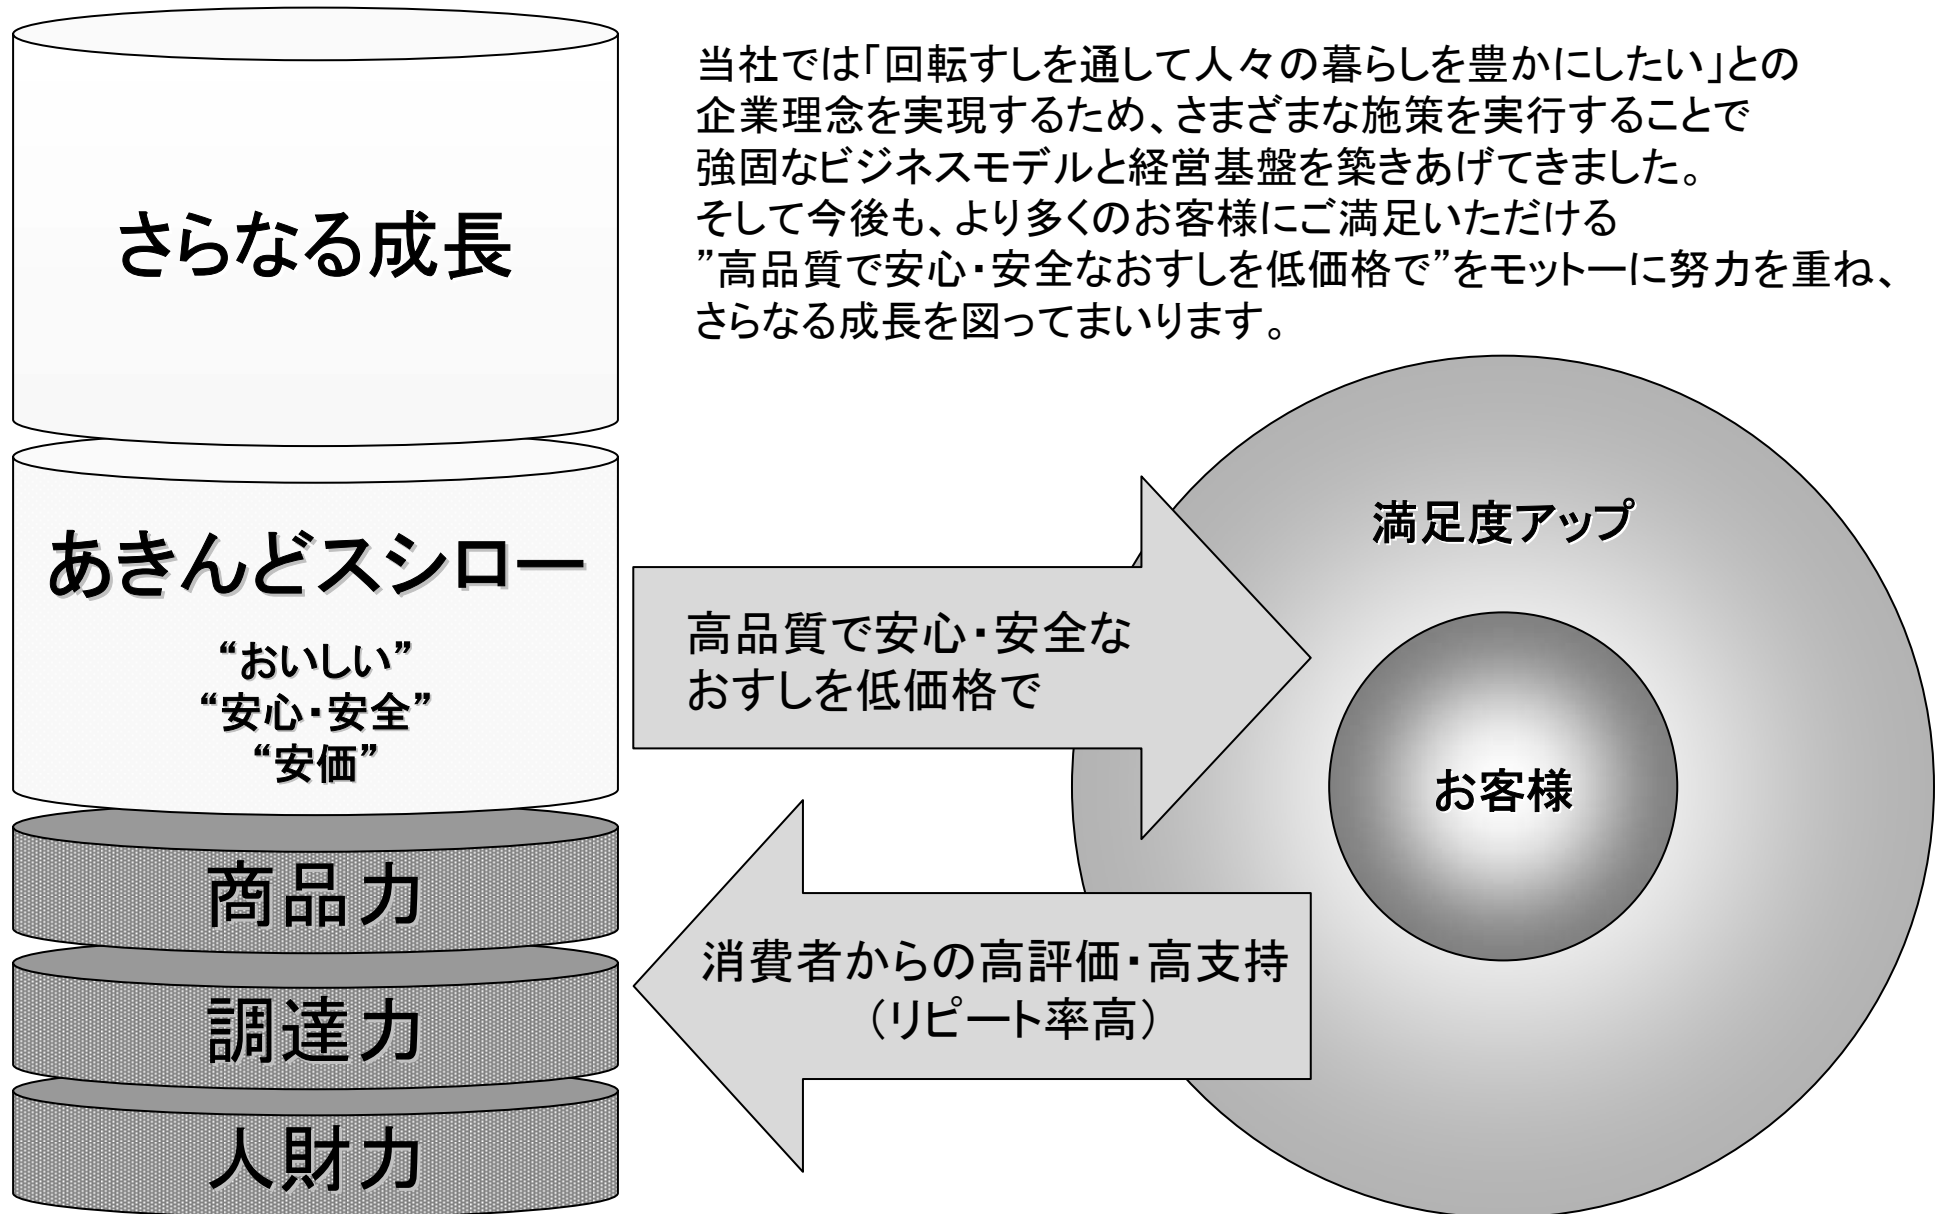 当社では「回転すしを通して人々の暮らしを豊かにしたい」との
企業理念を実現するため、さまざまな施策を実行することで
強固なビジネスモデルと経営基盤を築きあげてきました。
そして今後も、より多くのお客様にご満足いただける
”高品質で安心・安全なおすしを低価格で”をモットーに努力を重ね、
さらなる成長を図ってまいります。
さらなる成長
あきんどスシロー
“おいしい”
“安心・安全”
“安価”
商品力
調達力
人財力
高品質で安心・安全な
おすしを低価格で
消費者からの高評価・高支持
（リピート率高）
満足度アップ
お客様